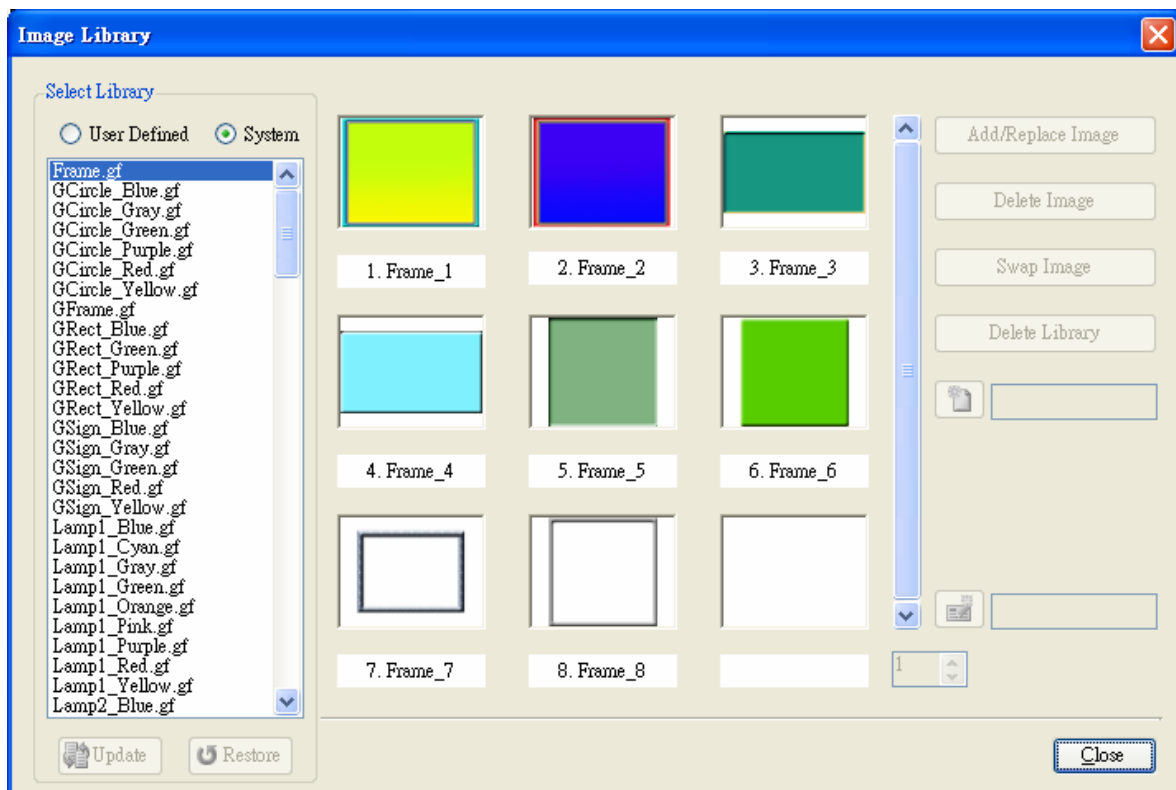 Image Library
Select Library
User Defined
System
Frame.gf
GCircle_Blue.gf
GCircle_Gray.gf
GCircle_Green.gf
GCircle_Purple.gf
GCircle_Red.gf
GCircle_Yellow.gf
GFrame.gf
GRect_Blue.gf
GRect_Green.gf
GRect_Purple.gf
GRect_Red.gf
GRect_Yellow.gf
GSign_Blue.gf
GSign_Gray.gf
GSign_Green.gf
GSign_Red.gf
GSign_Yellow.gf
Lamp1_Blue.gf
Lamp1_Cyan.gf
Lamp1_Gray.gf
Lamp1_Green.gf
Lamp1_Orange.gf
Lamp1_Pink.gf
Lamp1_Purple.gf
Lamp1_Red.gf
Lamp1_Yellow.gf
Lamp2_Blue.gf
Update
Restore
1. Frame_1
2. Frame_2
3. Frame_3
4. Frame_4
5. Frame_5
6. Frame_6
7. Frame_7
8. Frame_8
Add/Replace Image
Delete Image
Swap Image
Delete Library
1
Close